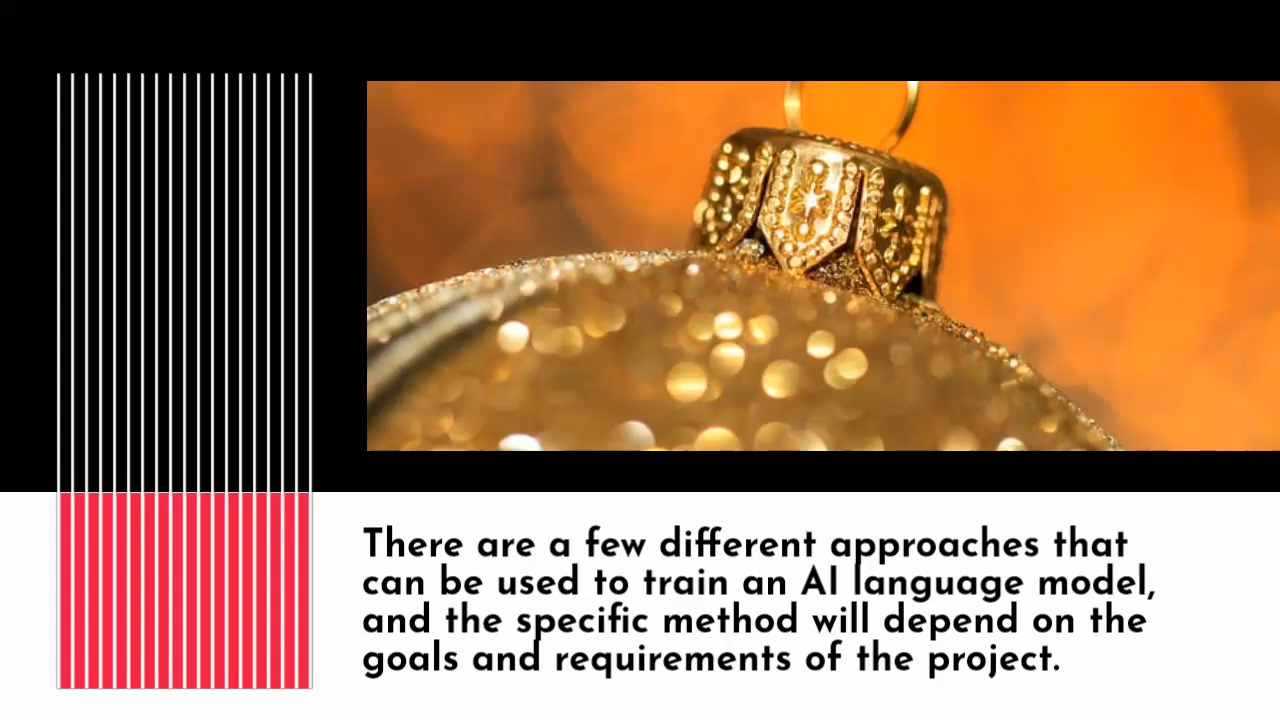 There are a few different approaches that
can be used to train an AI language model,
and the specific method will depend on the
goals and requirements of the project.